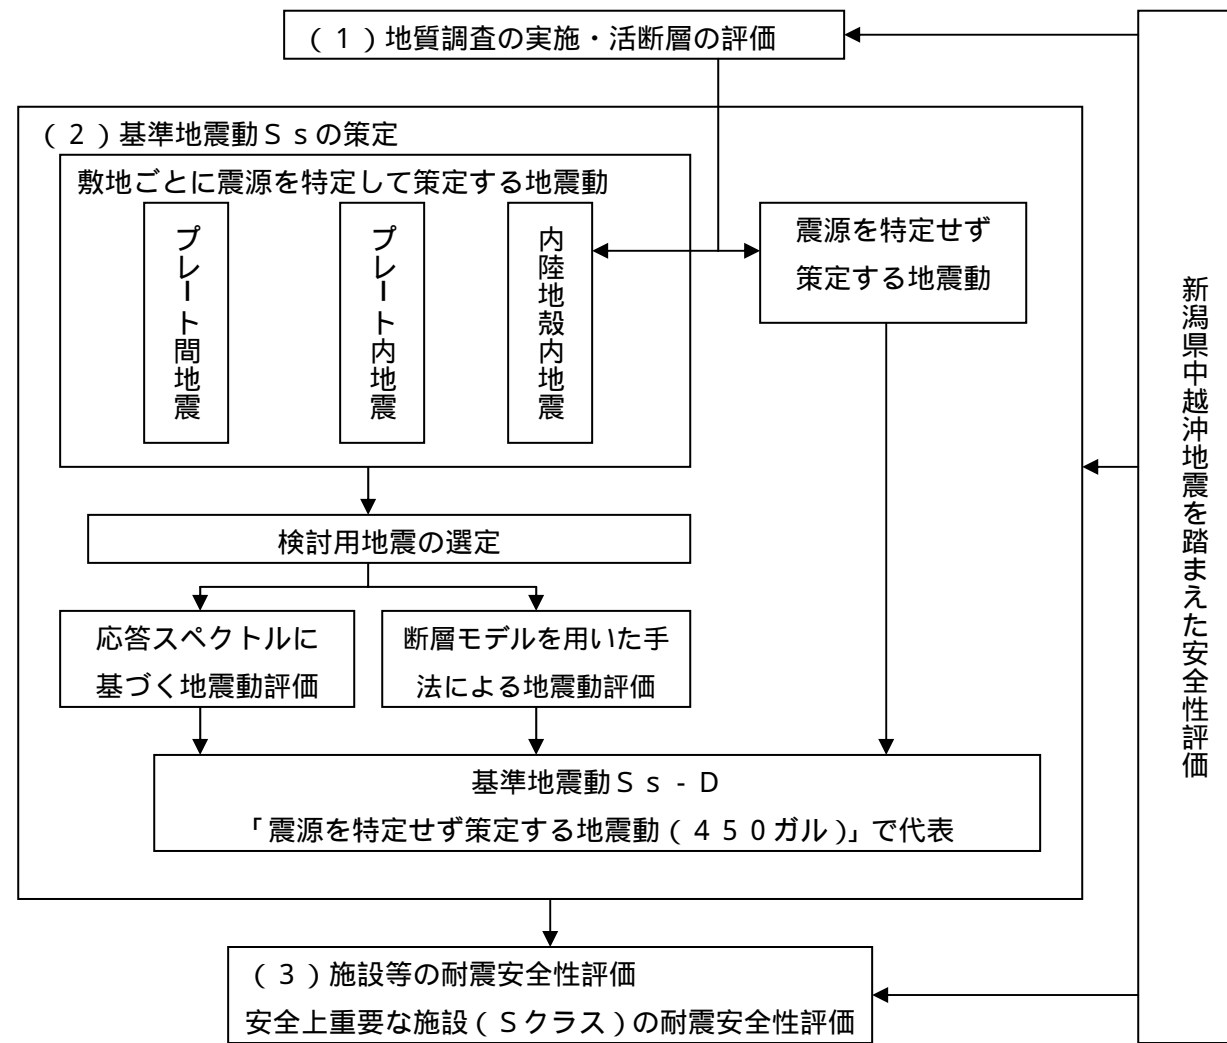 (1)地質調査の実施・活断層の評価
(2)基準地震動Ssの策定
敷地ごとに震源を特定して策定する地震動
プレート間地震
プレート内地震
内陸地殻内地震
震源を特定せず
策定する地震動
検討用地震の選定
応答スペクトルに
基づく地震動評価
断層モデルを用いた手
法による地震動評価
基準地震動Ss-D
「震源を特定せず策定する地震動(450ガル)」で代表
(3)施設等の耐震安全性評価
安全上重要な施設(Sクラス)の耐震安全性評価
新潟県中越沖地震を踏まえた安全性評価